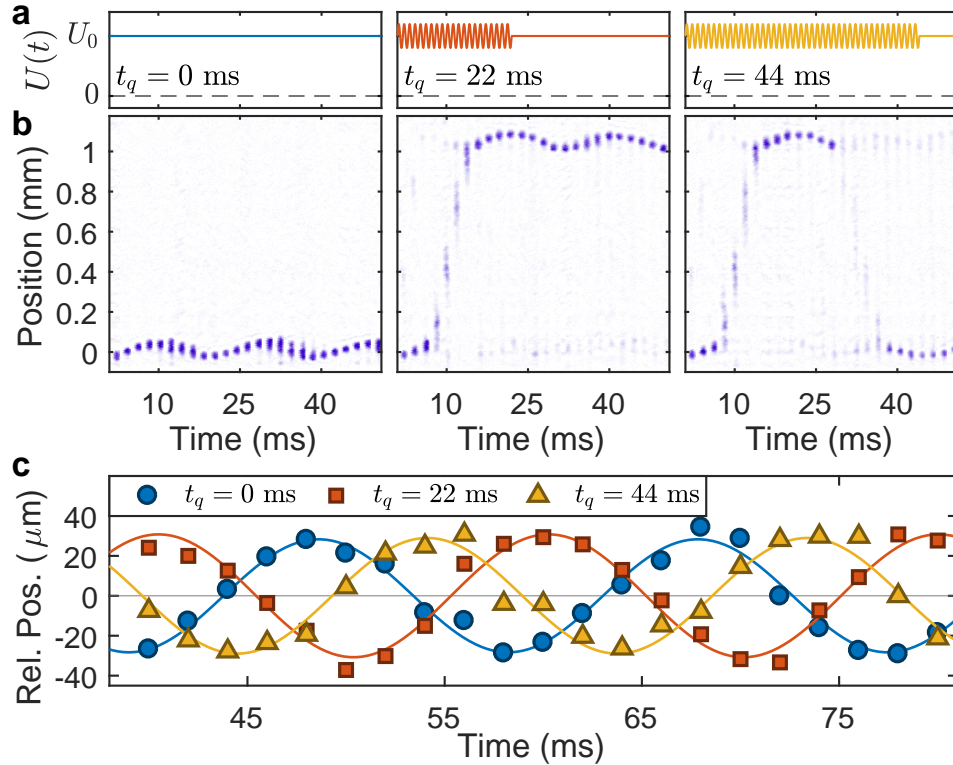 a
U(t)
U₀
0
t_q = 0 ms
t_q = 22 ms
t_q = 44 ms
b
Position (mm)
1
0.8
0.6
0.4
0.2
0
10 25 40
10 25 40
10 25 40
Time (ms)
Time (ms)
Time (ms)
c
t_q = 0 ms t_q = 22 ms t_q = 44 ms
Rel. Pos. (μm)
40
20
0
-20
-40
45 55 65 75
Time (ms)